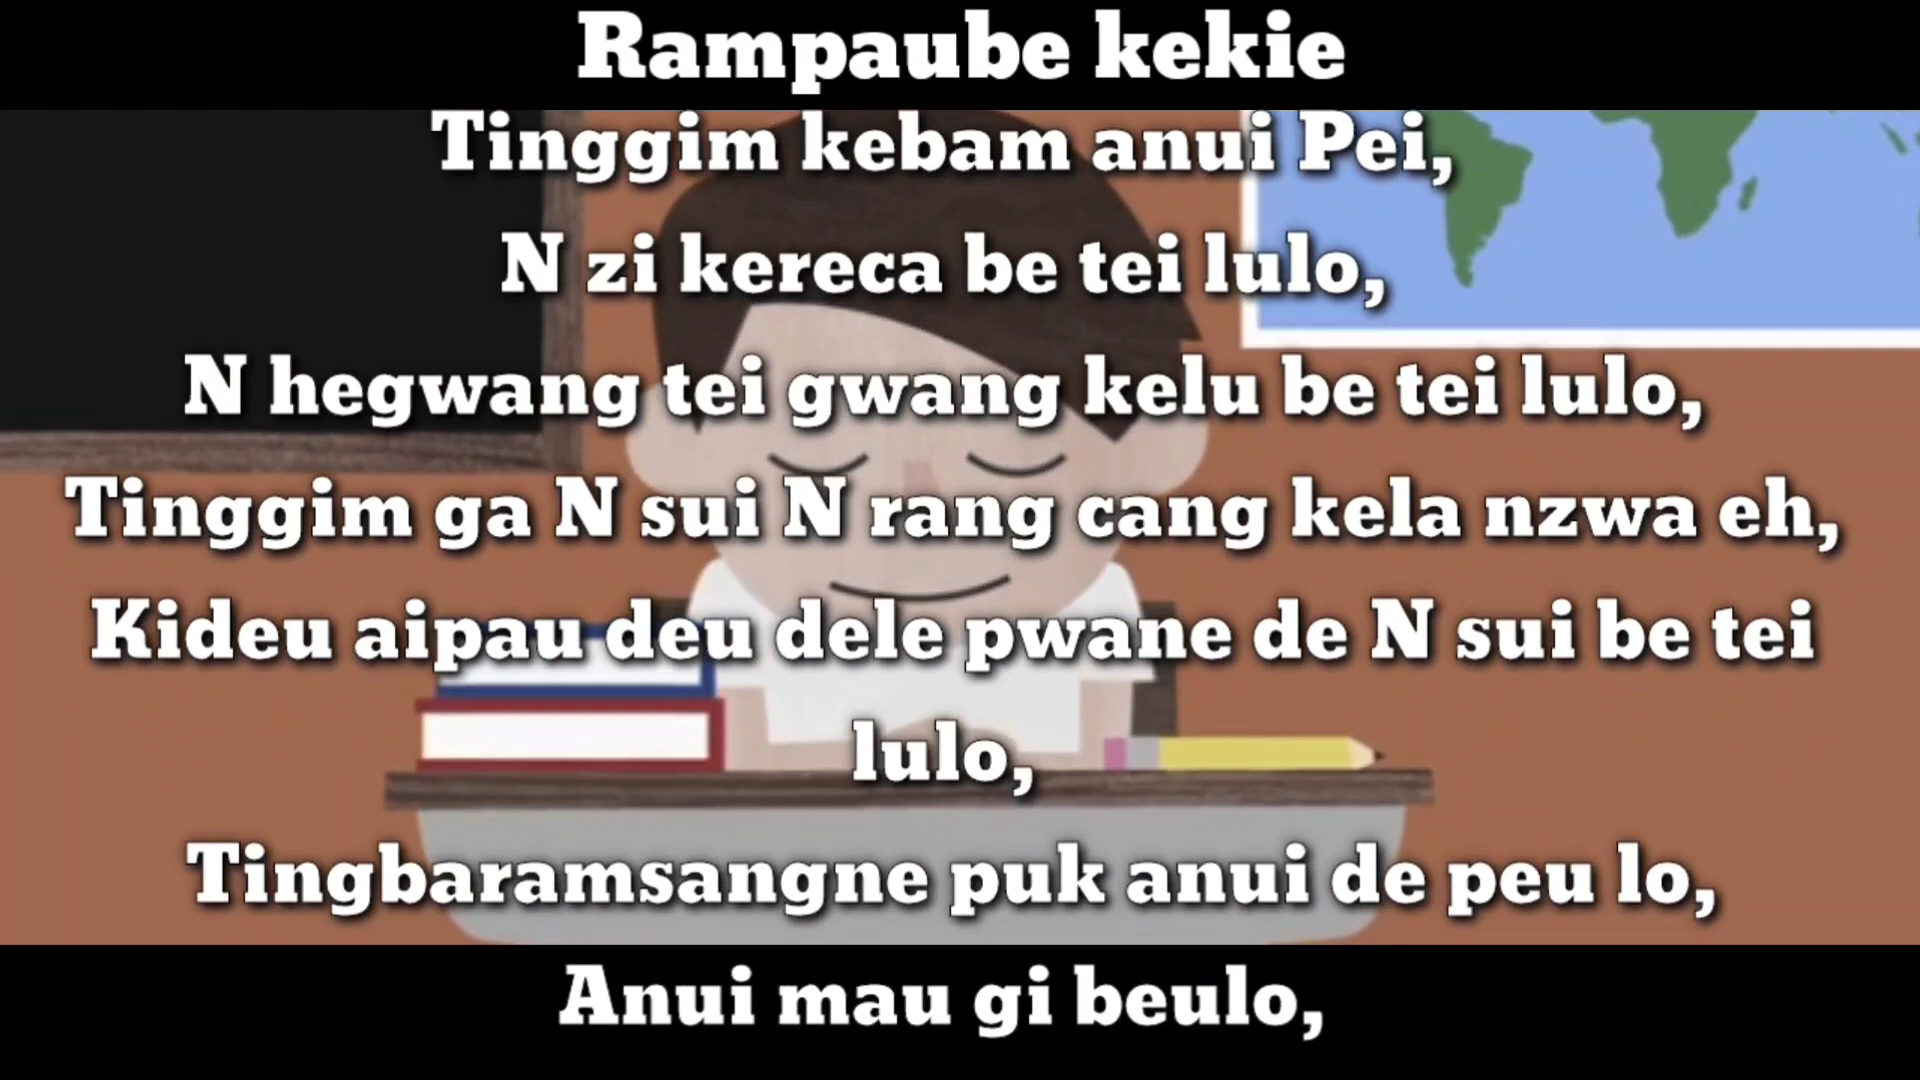 Rampaube kekie
Tinggim kebam anui Pei,
N zi kereca be tei lulo,
N hegwang tei gwang kelu be tei lulo,
Tinggim ga N sui N rang cang kela nzwa eh,
Kideu aipau deu dele pwane de N sui be tei
lulo,
Tingbaramsangne puk anui de peu lo,
Anui mau gi beulo,